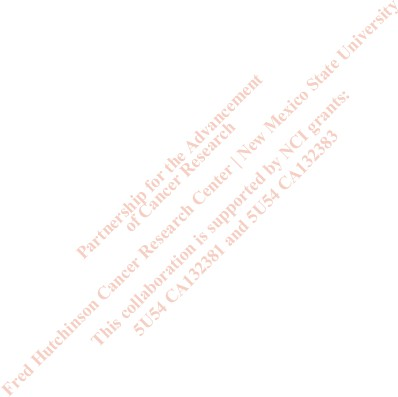 Partnership for the Advancement
of Cancer Research
Fred Hutchinson Cancer Research Center | New Mexico State University
This collaboration is supported by NCI grants:
5U54 CA132381 and 5U54 CA132383